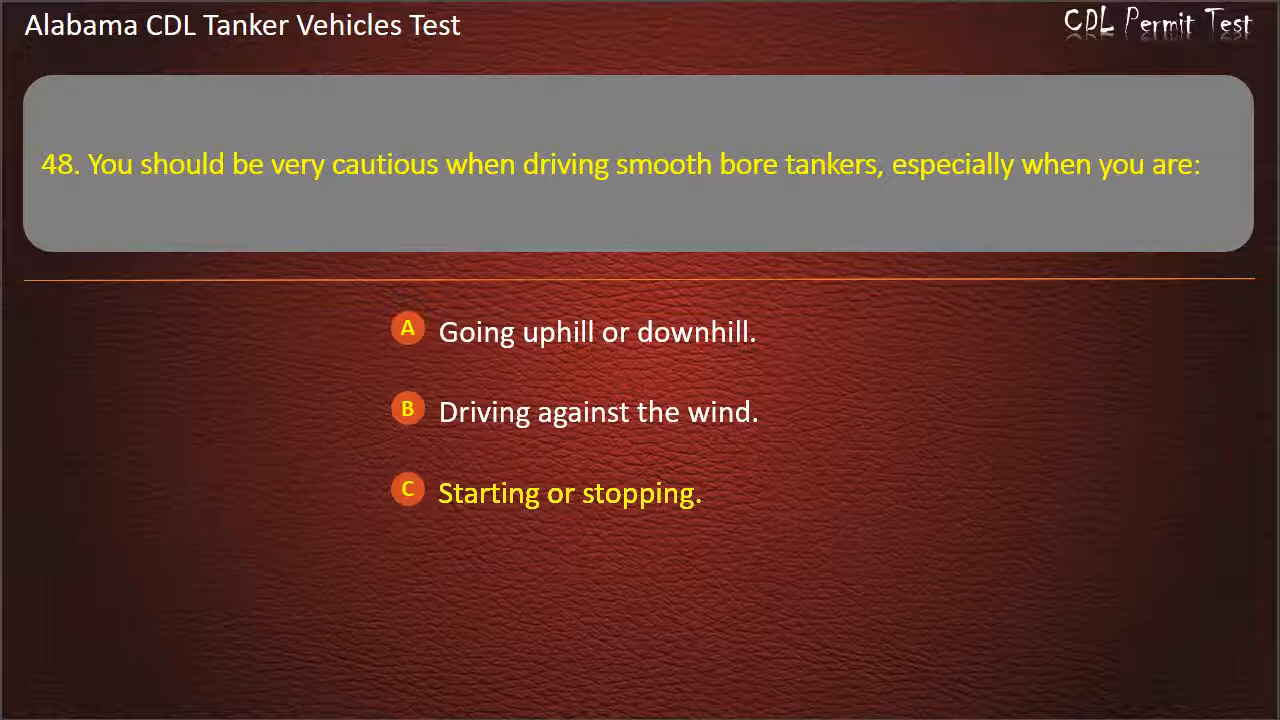 Alabama CDL Tanker Vehicles Test
CDL Permit Test
48. You should be very cautious when driving smooth bore tankers, especially when you are:
A Going uphill or downhill.
B Driving against the wind.
C Starting or stopping.